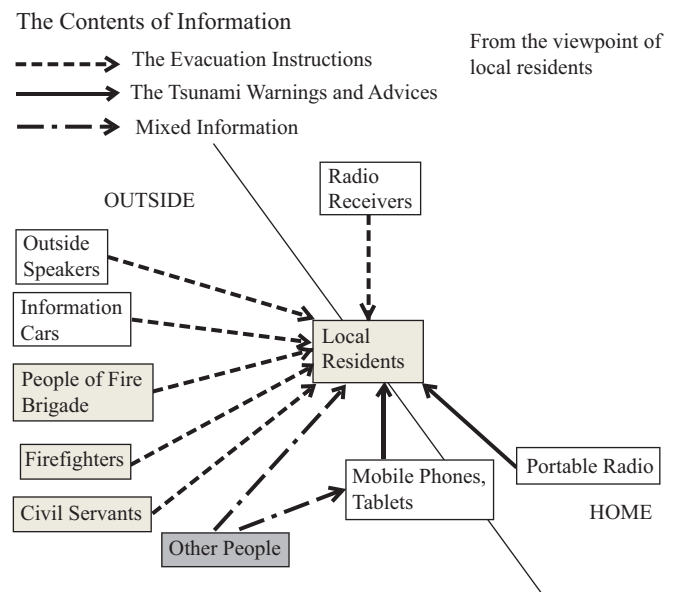 The Contents of Information
The Evacuation Instructions
The Tsunami Warnings and Advices
Mixed Information
From the viewpoint of
local residents
OUTSIDE
Radio
Receivers
Outside
Speakers
Information
Cars
Local
Residents
People of Fire
Brigade
Firefighters
Civil Servants
Other People
Mobile Phones,
Tablets
Portable Radio
HOME